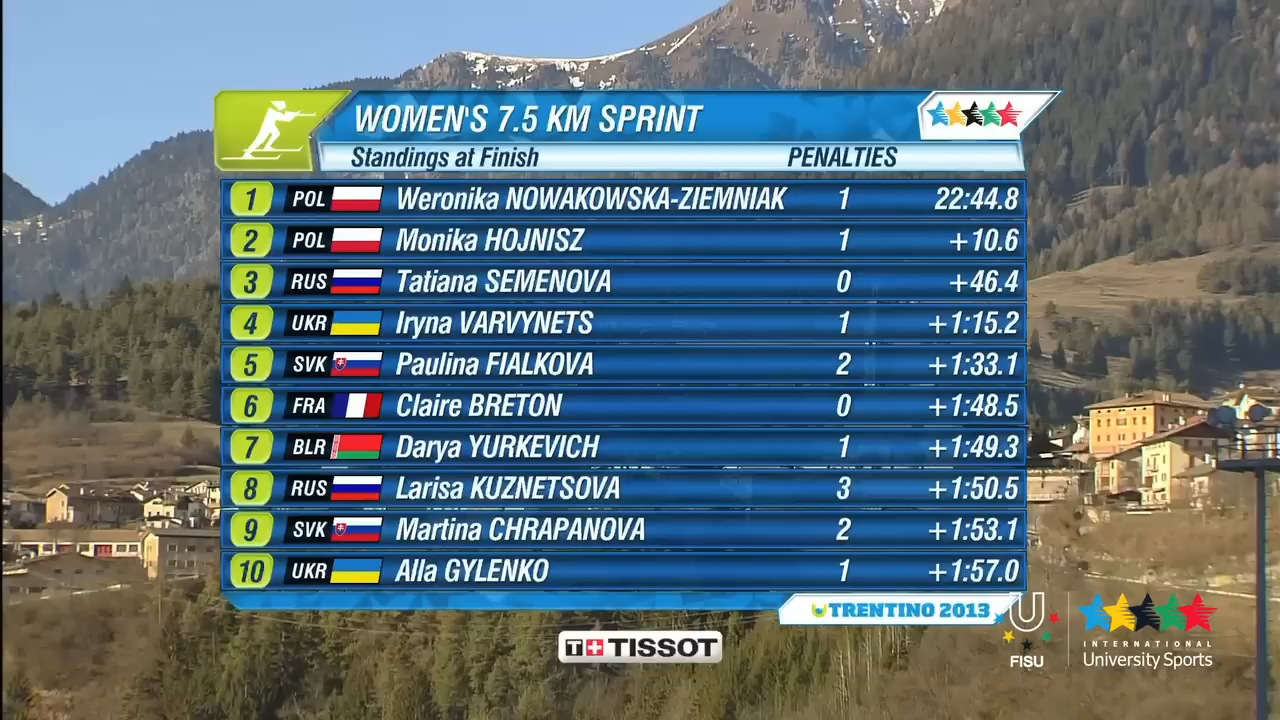 WOMEN'S 7.5 KM SPRINT
Standings at Finish PENALTIES
1 POL Weronika NOWAKOWSKA-ZIEMNIAK 1 22:44.8
2 POL Monika HOJNISZ 1 +10.6
3 RUS Tatiana SEMENOVA 0 +46.4
4 UKR Iryna VARVYNETS 1 +1:15.2
5 SVK Paulina FIALKOVA 2 +1:33.1
6 FRA Claire BRETON 0 +1:48.5
7 BLR Darya YURKEVICH 1 +1:49.3
8 RUS Larisa KUZNETSOVA 3 +1:50.5
9 SVK Martina CHRAPANOVA 2 +1:53.1
10 UKR Alla GYLENKO 1 +1:57.0
TRENTINO 2013
T+ TISSOT
U
FISU
INTERNATIONAL
University Sports